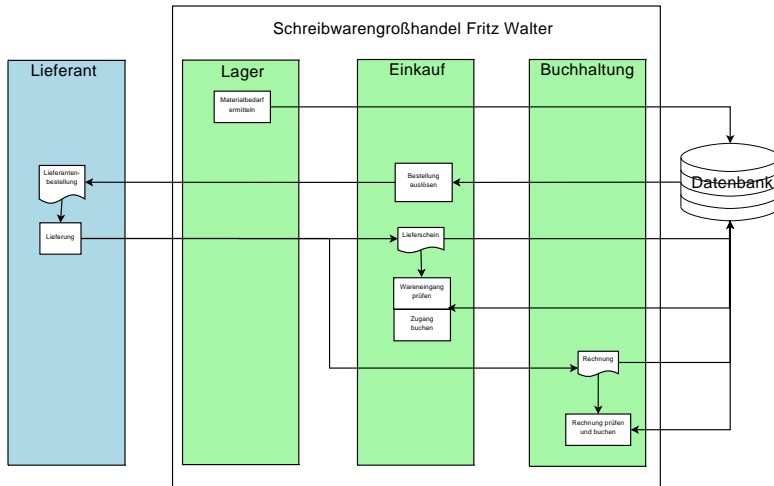 Schreibwarengroßhandel Fritz Walter
Lieferant
Lager
Einkauf
Buchhaltung
Materialbedarf
ermitteln
Lieferanten-
bestellung
Bestellung
auslösen
Datenbank
Lieferung
Lieferschein
Wareneingang
prüfen
Zugang
buchen
Rechnung
Rechnung prüfen
und buchen